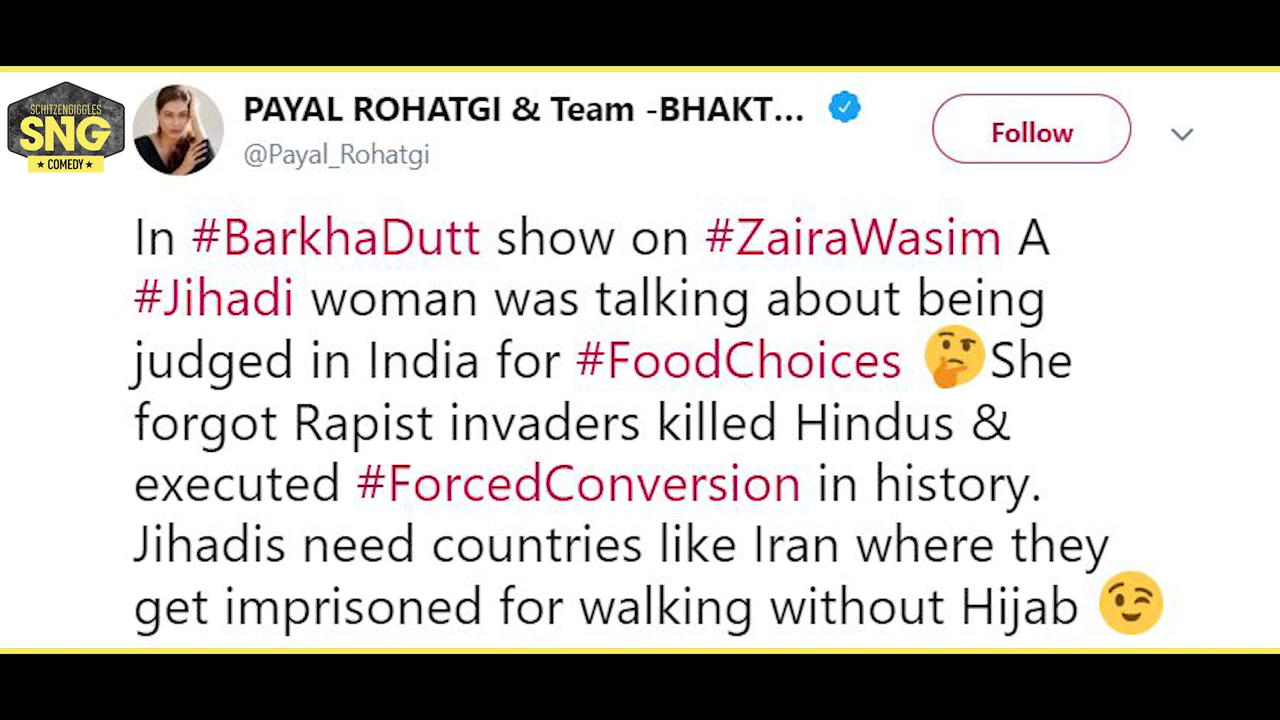 SCHITZENGIGGLES
SNG
★ COMEDY ★
PAYAL ROHATGI & Team -BHAKT...
@Payal_Rohatgi
Follow
In #BarkhaDutt show on #ZairaWasim A
#Jihadi woman was talking about being
judged in India for #FoodChoices 🤔She
forgot Rapist invaders killed Hindus &
executed #ForcedConversion in history.
Jihadis need countries like Iran where they
get imprisoned for walking without Hijab 😉